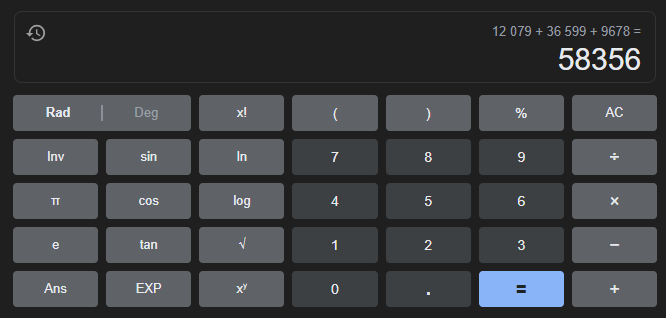 12 079 + 36 599 + 9678 =
58356
Rad | Deg x! ( ) % AC
Inv sin ln 7 8 9 ÷
π cos log 4 5 6 ×
e tan √ 1 2 3 −
Ans EXP xʸ 0 . = +